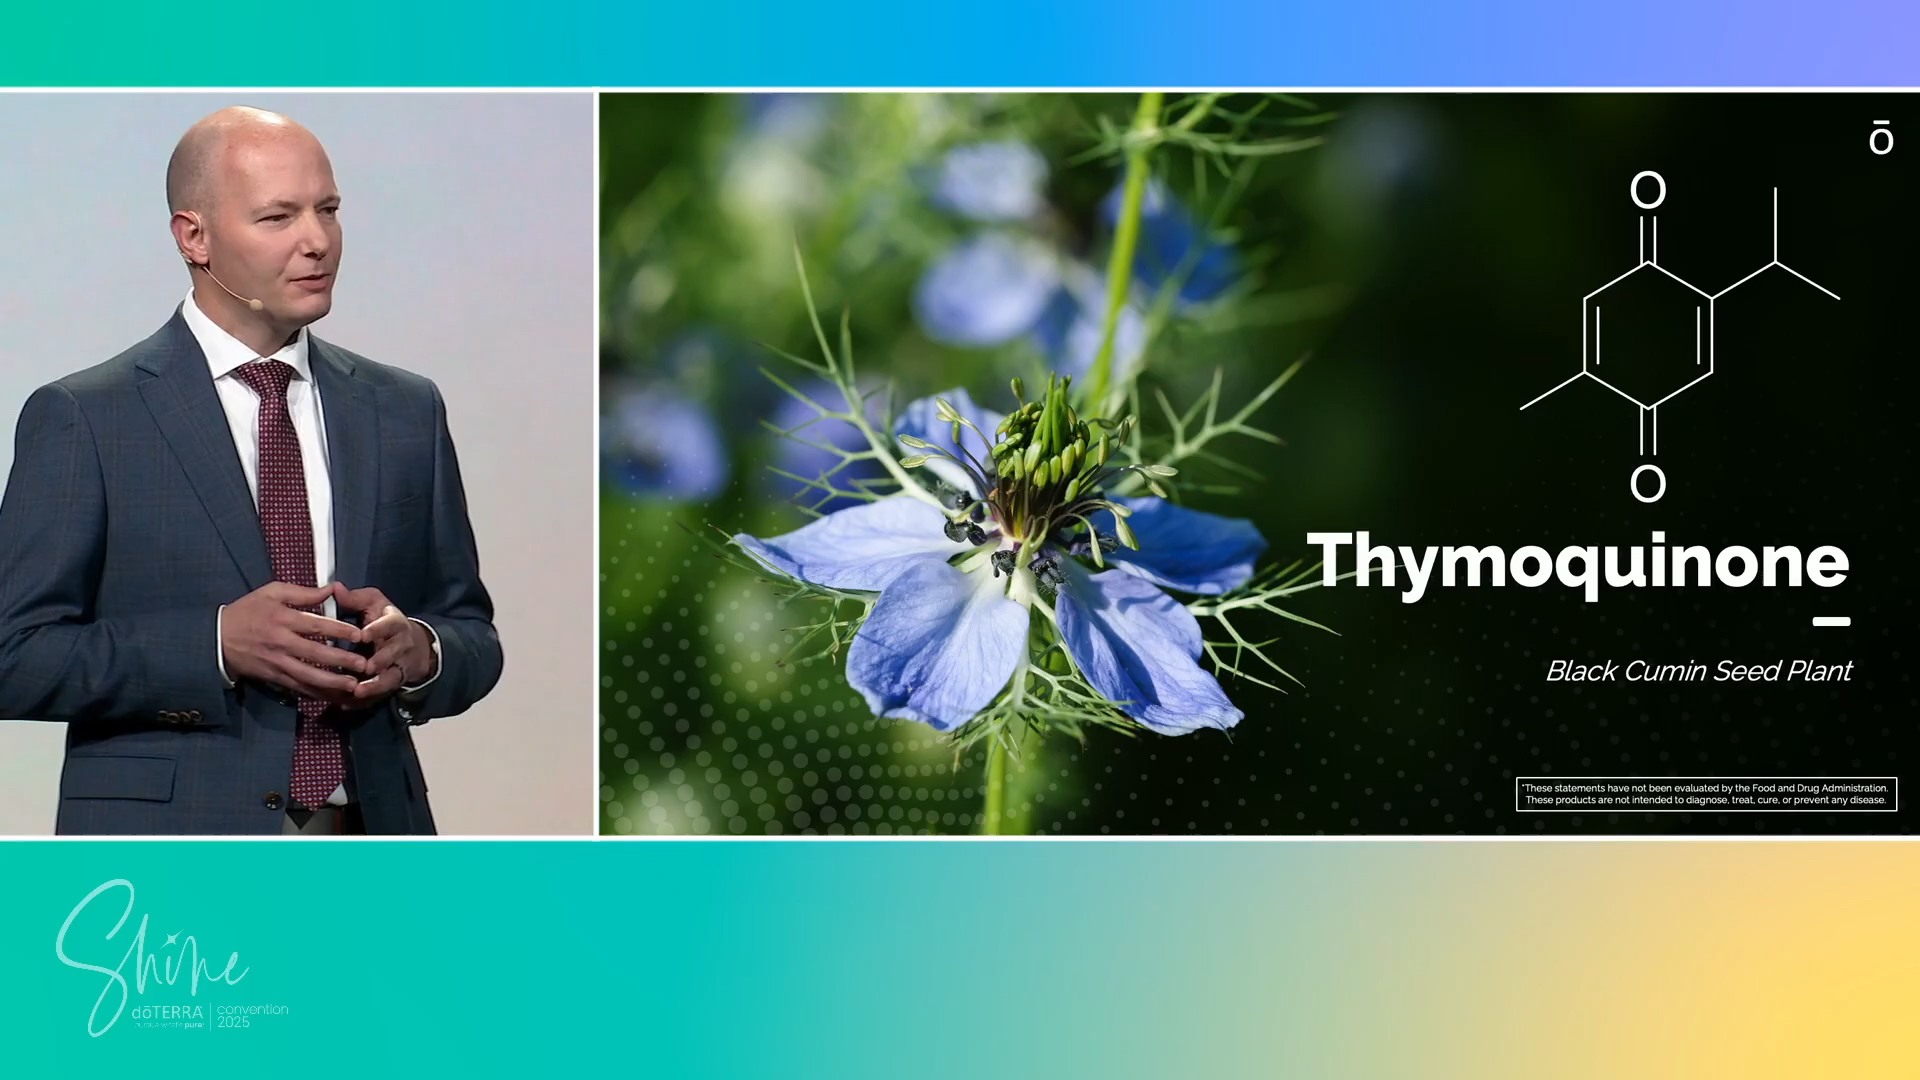 ō
O
O
Thymoquinone
Black Cumin Seed Plant
*These statements have not been evaluated by the Food and Drug Administration.
These products are not intended to diagnose, treat, cure, or prevent any disease.
Shine
dōTERRA
convention
2025